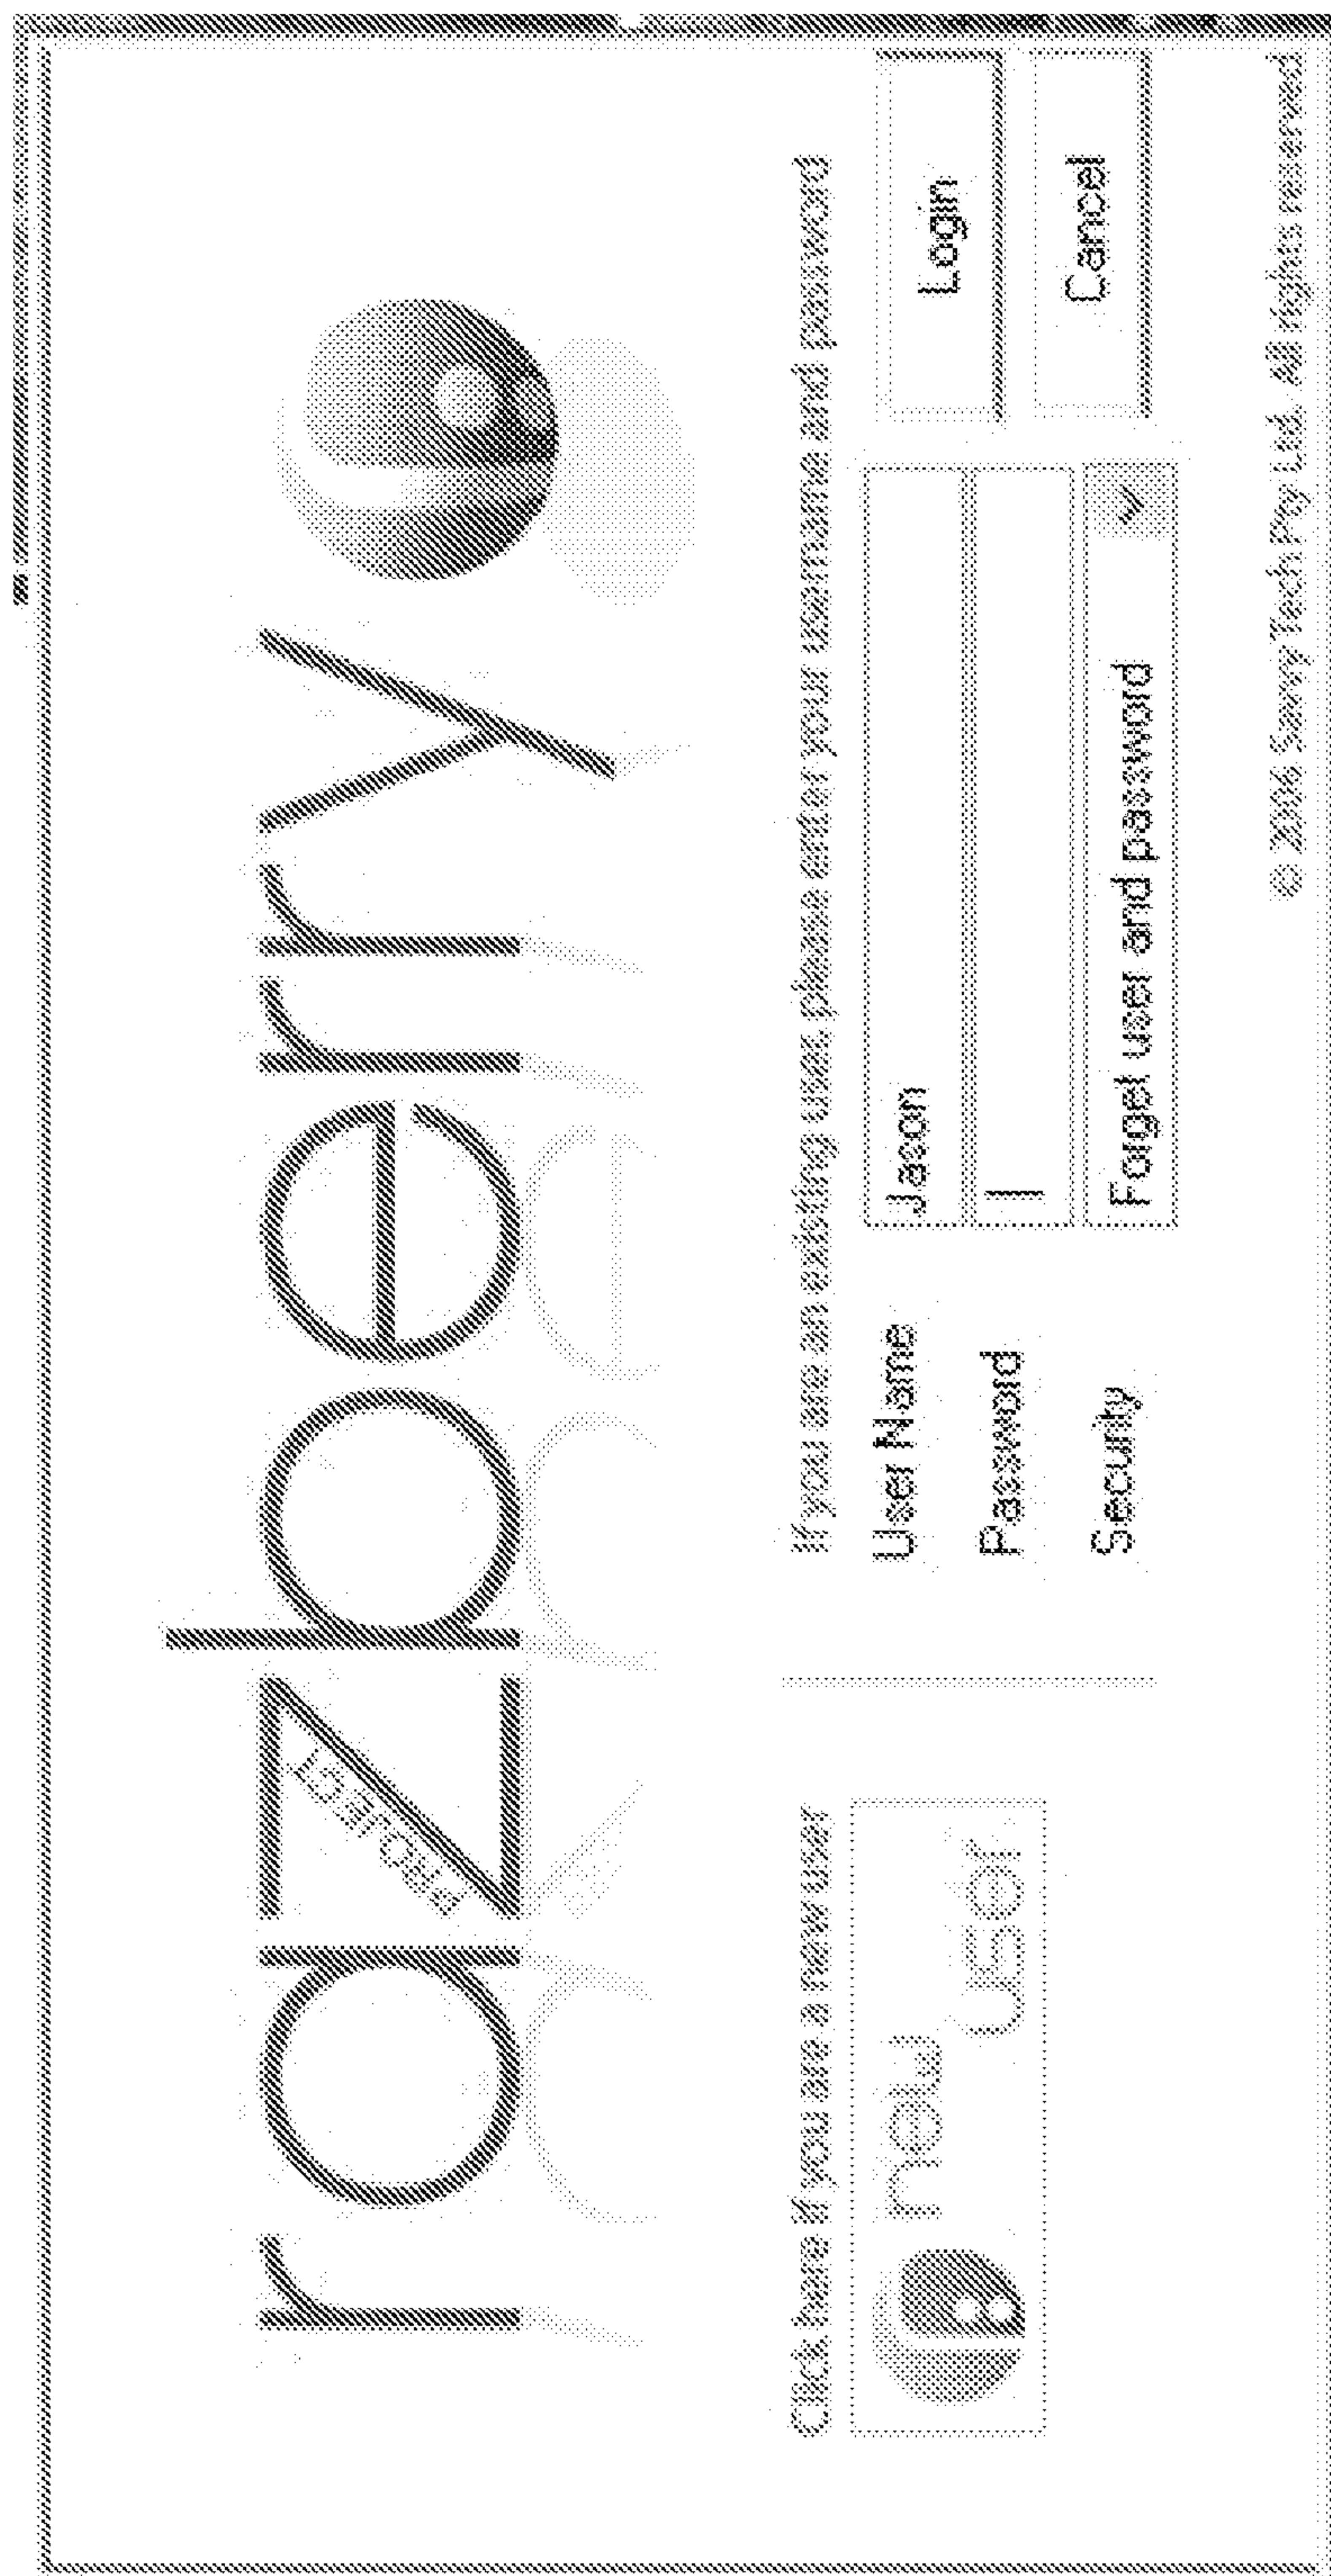 razberry
PROJECT
Click here if you are a new user
new user
If you are an existing user, please enter your username and password
User Name
Jason
Login
Password
Cancel
Security
Forget user and password
© 2006 Savvy Tech Pty Ltd. All rights reserved